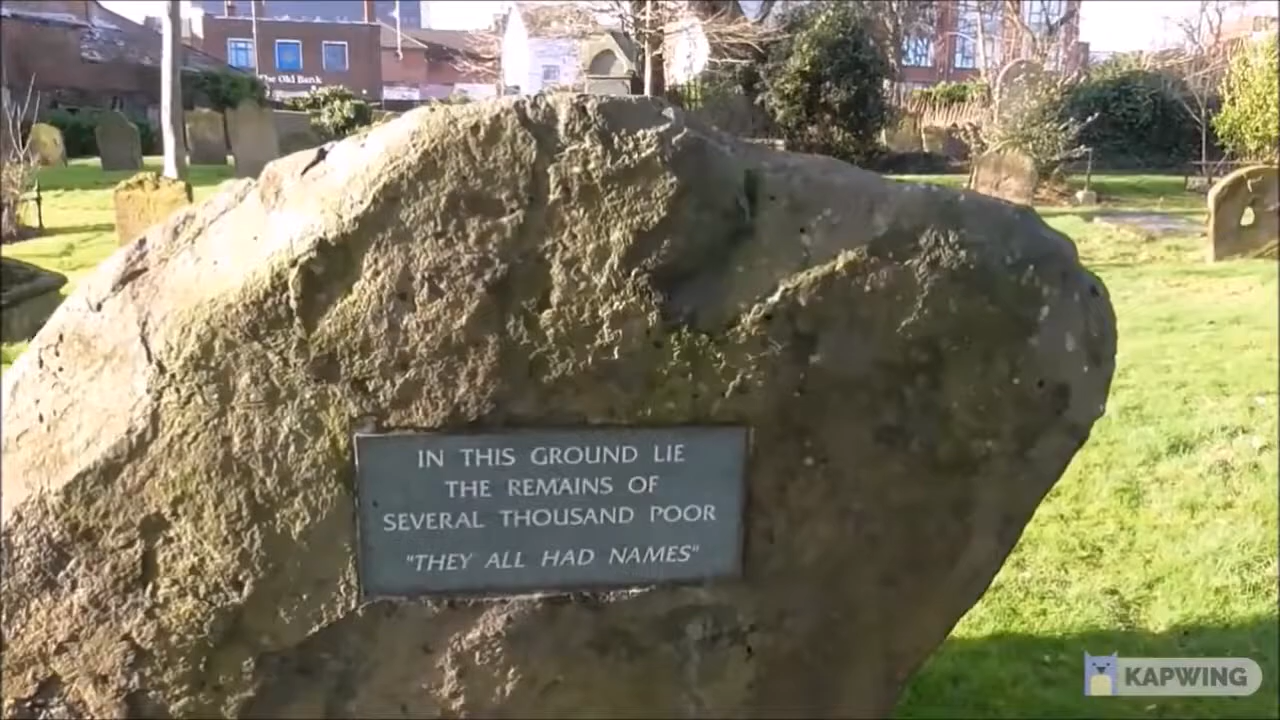 The Old Bank
IN THIS GROUND LIE
THE REMAINS OF
SEVERAL THOUSAND POOR
"THEY ALL HAD NAMES"
KAPWING